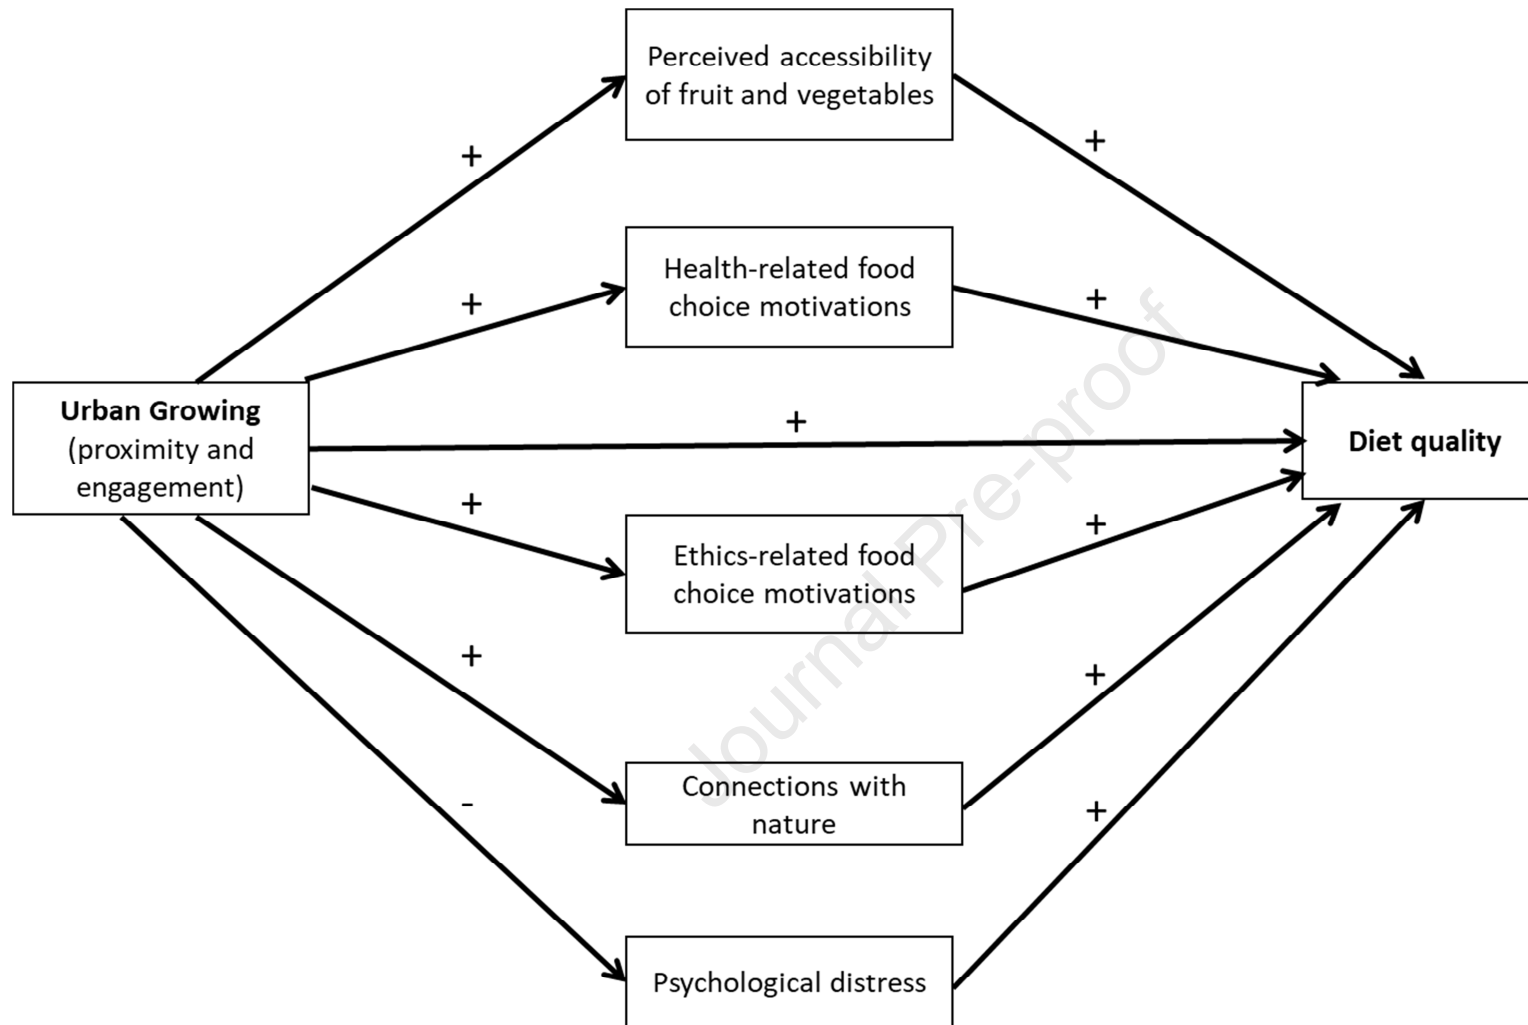 Perceived accessibility
of fruit and vegetables
+
+
Health-related food
choice motivations
+
+
Urban Growing
(proximity and
engagement)
+
Diet quality
+
Ethics-related food
choice motivations
+
+
Connections with
nature
+
-
Psychological distress
+
Journal Pre-proof